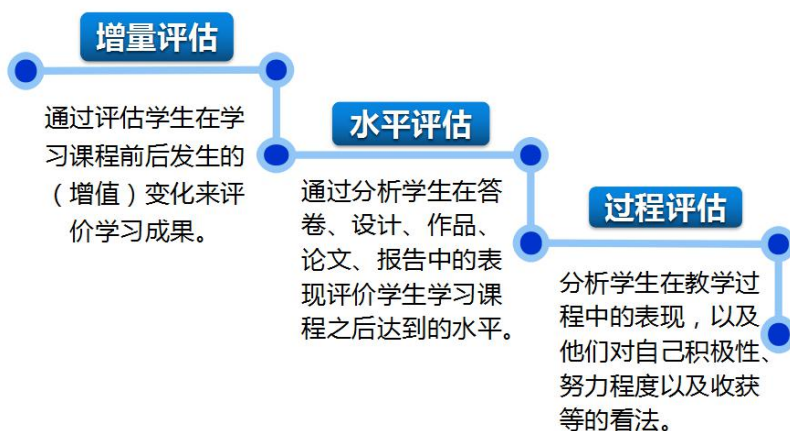 增量评估
通过评估学生在学
习课程前后发生的
（增值）变化来评
价学习成果。
水平评估
通过分析学生在答
卷、设计、作品、
论文、报告中的表
现评价学生学习课
程之后达到的水平。
过程评估
分析学生在教学过
程中的表现，以及
他们对自己积极性、
努力程度以及收获
等的看法。